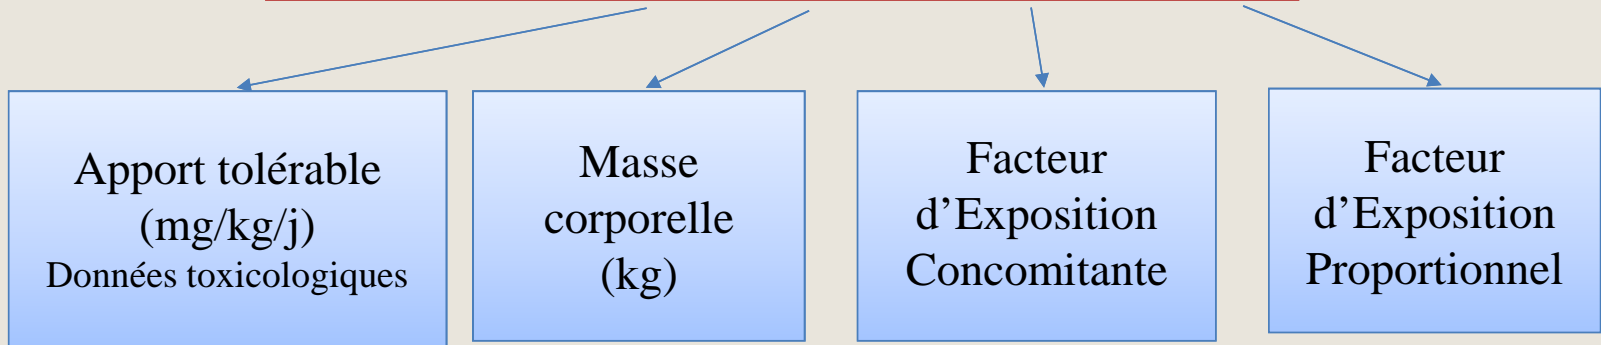 Apport tolérable
(mg/kg/j)
Données toxicologiques
Masse
corporelle
(kg)
Facteur
d’Exposition
Concomitante
Facteur
d’Exposition
Proportionnel